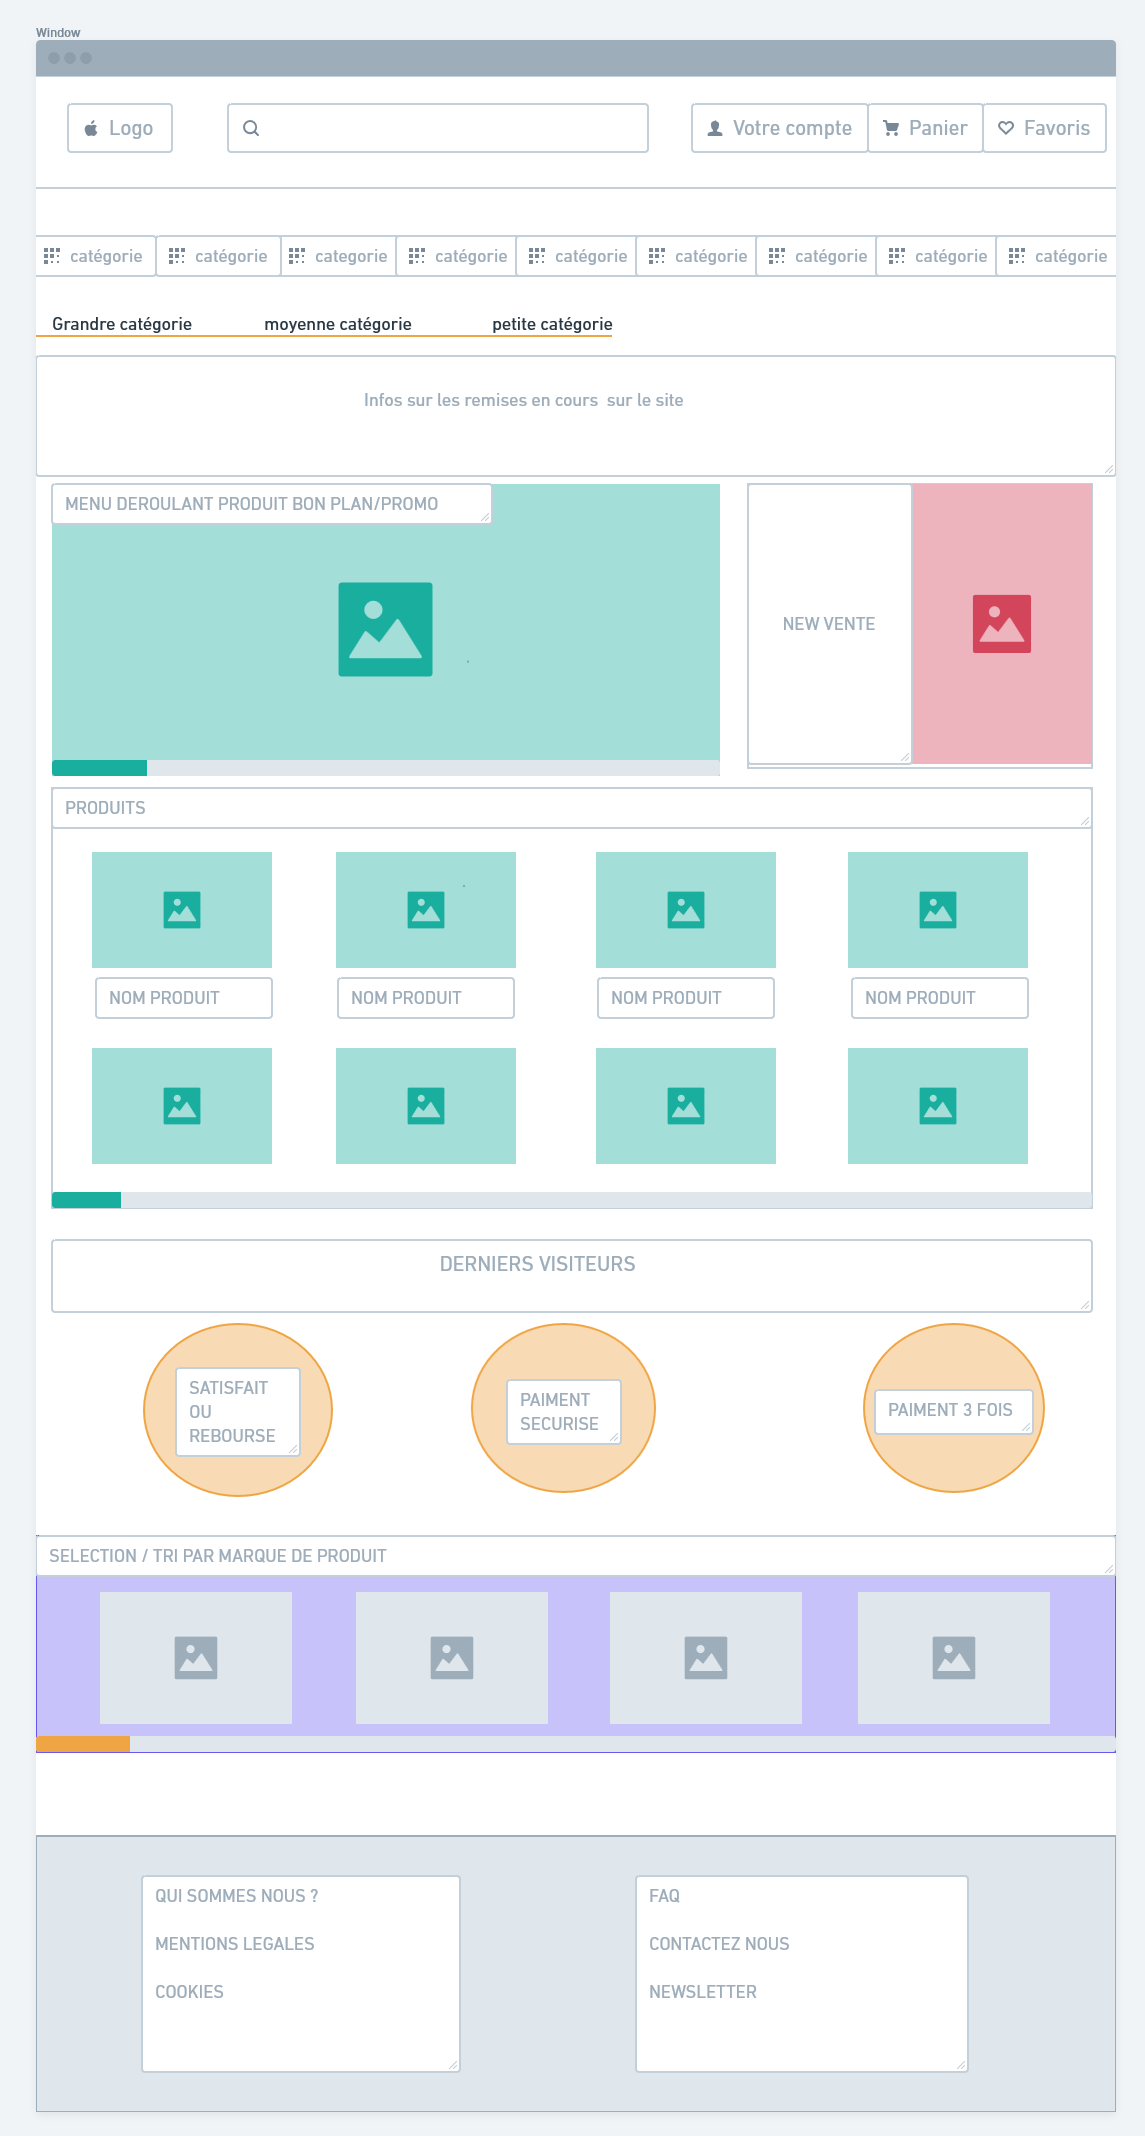 Window
Logo
Votre compte
Panier
Favoris
catégorie
catégorie
categorie
catégorie
catégorie
catégorie
catégorie
catégorie
catégorie
Grandre catégorie
moyenne catégorie
petite catégorie
Infos sur les remises en cours  sur le site
MENU DEROULANT PRODUIT BON PLAN/PROMO
NEW VENTE
PRODUITS
NOM PRODUIT
NOM PRODUIT
NOM PRODUIT
NOM PRODUIT
DERNIERS VISITEURS
SATISFAIT
OU
REBOURSE
PAIMENT
SECURISE
PAIMENT 3 FOIS
SELECTION / TRI PAR MARQUE DE PRODUIT
QUI SOMMES NOUS ?
MENTIONS LEGALES
COOKIES
FAQ
CONTACTEZ NOUS
NEWSLETTER